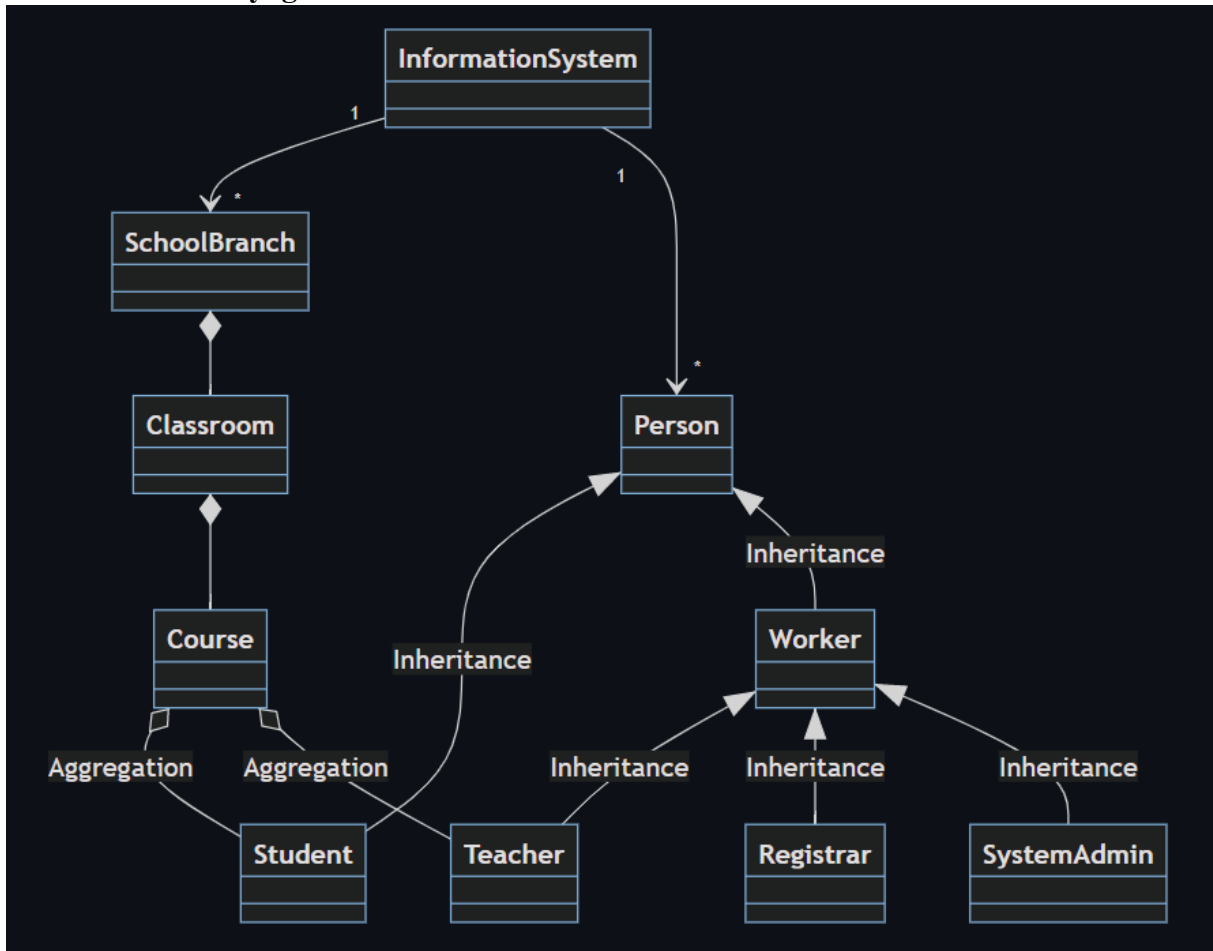 InformationSystem
1
1
*
SchoolBranch
*
Classroom
Person
Inheritance
Course
Worker
Inheritance
Aggregation
Aggregation
Inheritance
Inheritance
Inheritance
Student
Teacher
Registrar
SystemAdmin